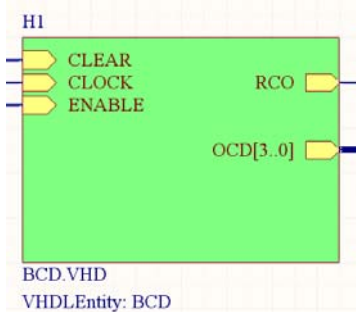 H1
CLEAR
CLOCK RCO
ENABLE
OCD[3..0]
BCD.VHD
VHDLEntity: BCD